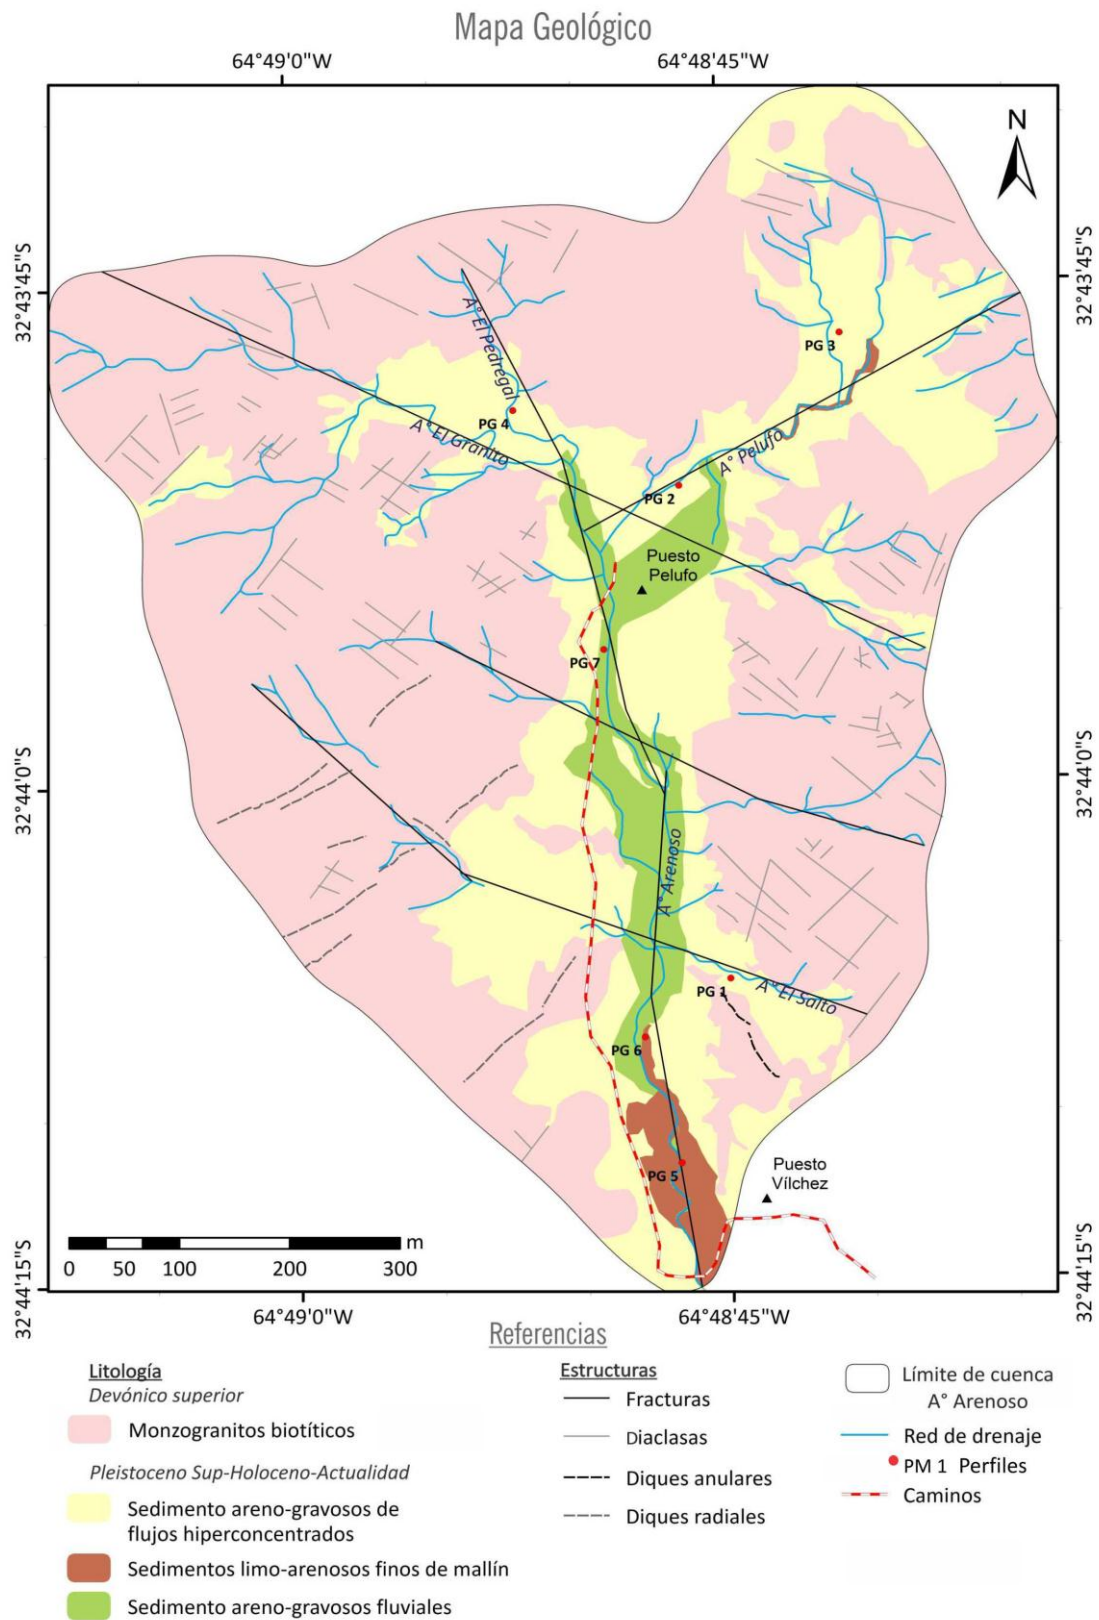 Mapa Geológico
64°49'0"W
64°48'45"W
N
32°43'45"S
32°43'45"S
A° El Pedregal
PG 3
PG 4
A° El Granito
A° Pelufo
PG 2
Puesto
Pelufo
PG 7
32°44'0"S
32°44'0"S
A° Arenoso
PG 1
A° El Salto
PG 6
PG 5
Puesto
Vílchez
m
0 50 100 200 300
32°44'15"S
32°44'15"S
64°49'0"W
64°48'45"W
Referencias
Litología
Devónico superior
Monzogranitos biotíticos
Pleistoceno Sup-Holoceno-Actualidad
Sedimento areno-gravosos de
flujos hiperconcentrados
Sedimentos limo-arenosos finos de mallín
Sedimento areno-gravosos fluviales
Estructuras
Fracturas
Diaclasas
Diques anulares
Diques radiales
Límite de cuenca
A° Arenoso
Red de drenaje
PM 1 Perfiles
Caminos